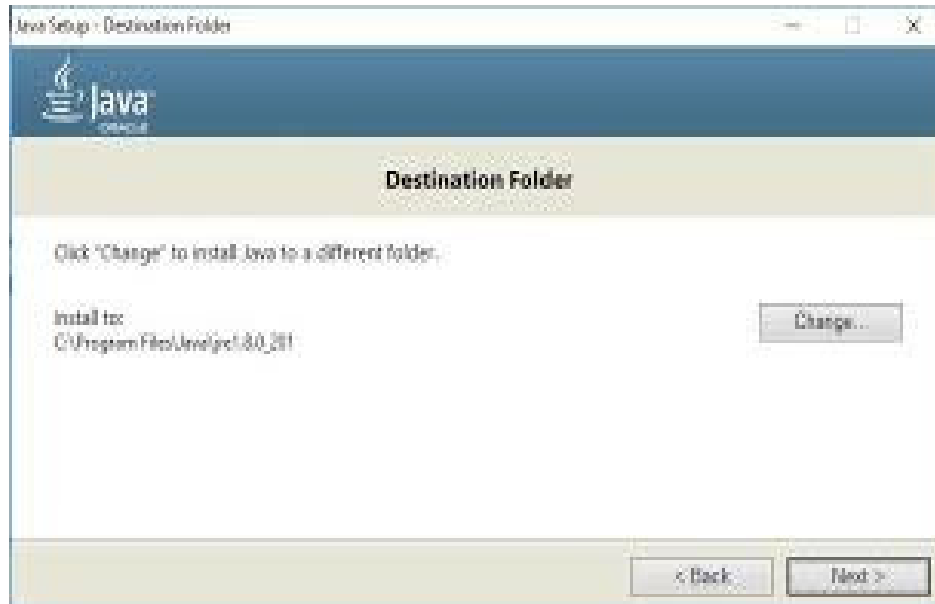 Java Setup - Destination Folder
Java
ORACLE
Destination Folder
Click "Change" to install Java to a different folder.
Install to:
Change...
C:\Program Files\Java\jre1.8.0_201
< Back
Next >